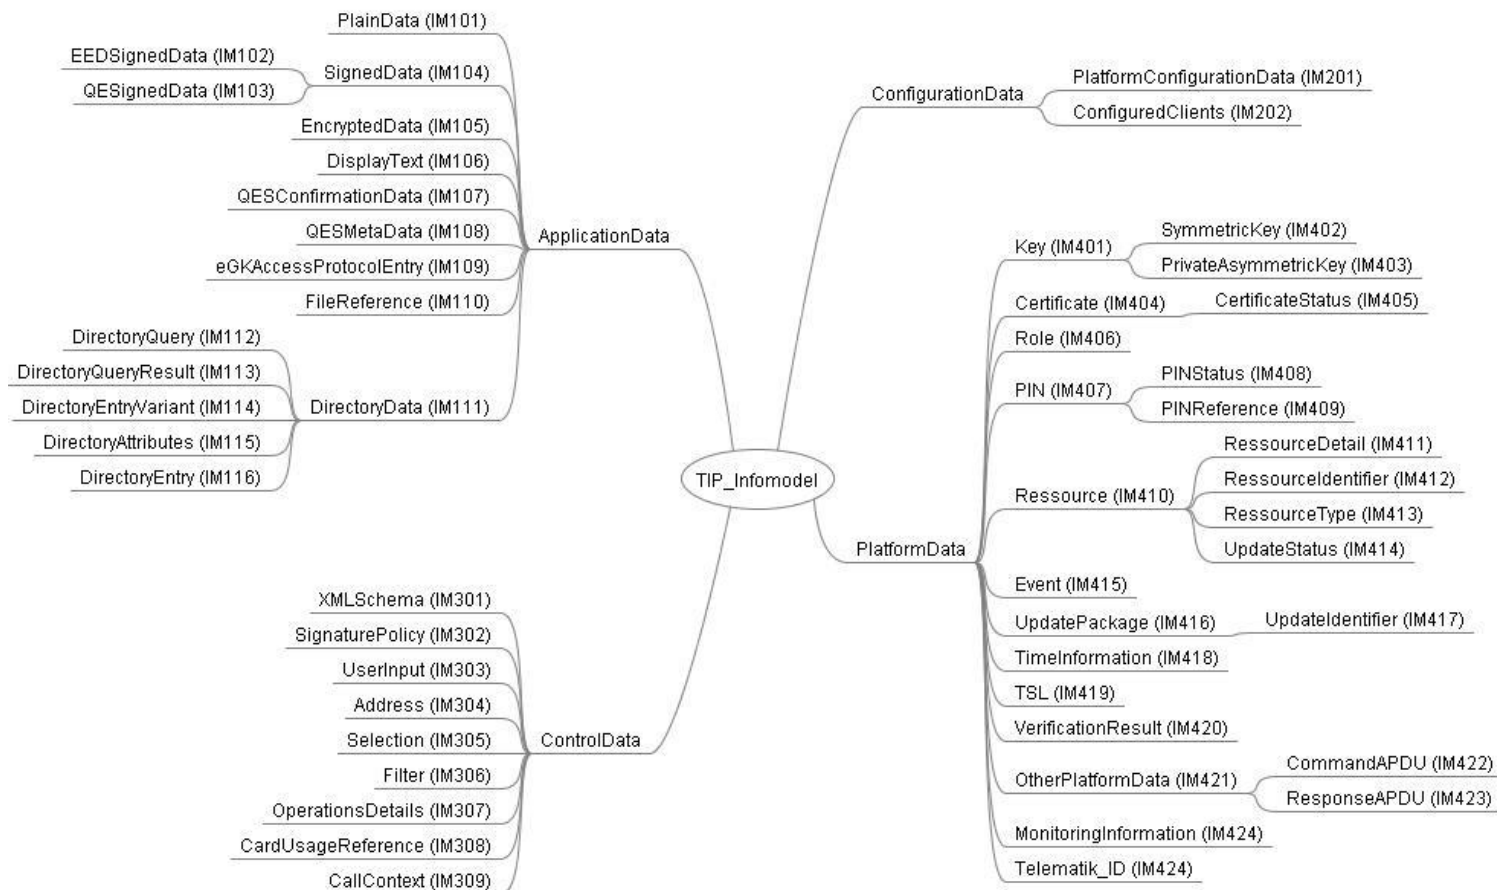 PlainData (IM101)
EEDSignedData (IM102)
SignedData (IM104)
QESignedData (IM103)
EncryptedData (IM105)
DisplayText (IM106)
QESConfirmationData (IM107)
QESMetaData (IM108)
ApplicationData
eGKAccessProtocolEntry (IM109)
FileReference (IM110)
DirectoryQuery (IM112)
DirectoryQueryResult (IM113)
DirectoryEntryVariant (IM114)
DirectoryData (IM111)
DirectoryAttributes (IM115)
DirectoryEntry (IM116)
TIP_Infomodel
XMLSchema (IM301)
SignaturePolicy (IM302)
UserInput (IM303)
Address (IM304)
Selection (IM305)
ControlData
Filter (IM306)
OperationsDetails (IM307)
CardUsageReference (IM308)
CallContext (IM309)
ConfigurationData
PlatformConfigurationData (IM201)
ConfiguredClients (IM202)
PlatformData
Key (IM401)
SymmetricKey (IM402)
PrivateAsymmetricKey (IM403)
Certificate (IM404)
CertificateStatus (IM405)
Role (IM406)
PIN (IM407)
PINStatus (IM408)
PINReference (IM409)
Ressource (IM410)
RessourceDetail (IM411)
RessourceIdentifier (IM412)
RessourceType (IM413)
UpdateStatus (IM414)
Event (IM415)
UpdatePackage (IM416)
UpdateIdentifier (IM417)
TimeInformation (IM418)
TSL (IM419)
VerificationResult (IM420)
OtherPlatformData (IM421)
CommandAPDU (IM422)
ResponseAPDU (IM423)
MonitoringInformation (IM424)
Telematik_ID (IM424)